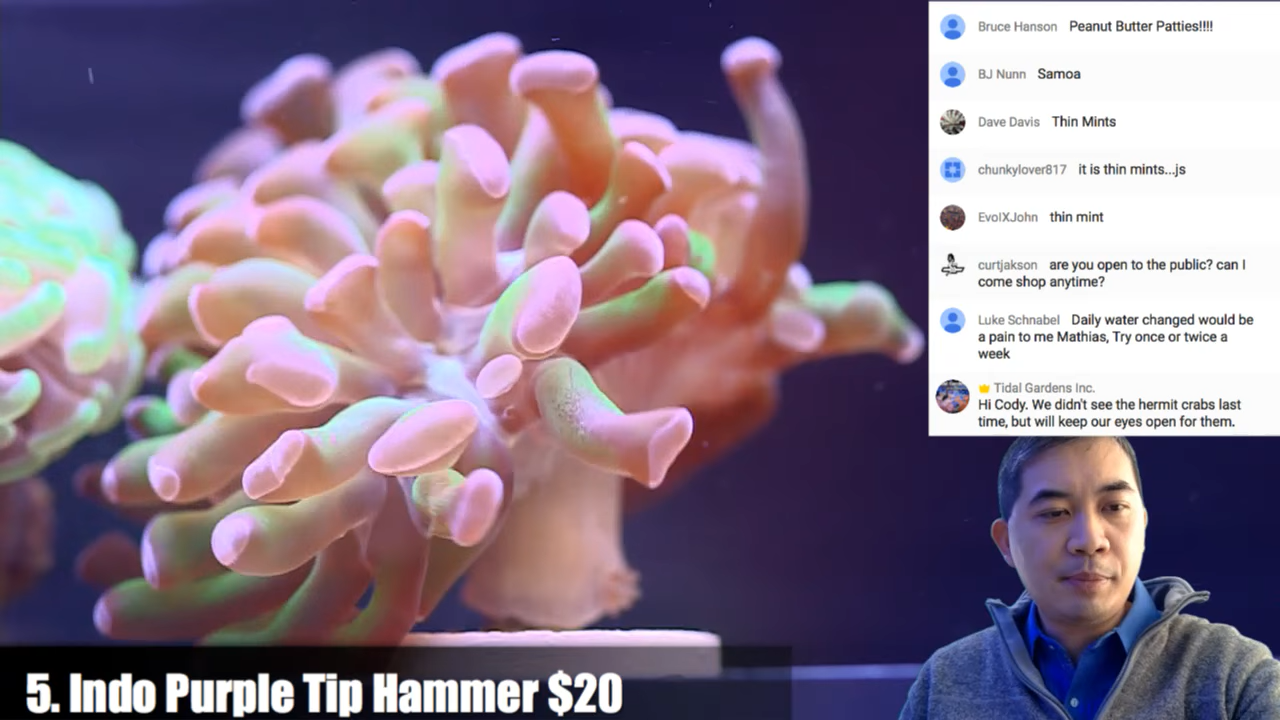 Bruce Hanson Peanut Butter Patties!!!!
BJ Nunn Samoa
Dave Davis Thin Mints
chunkylover817 it is thin mints...js
EvolXJohn thin mint
curtjakson are you open to the public? can I
come shop anytime?
Luke Schnabel Daily water changed would be
a pain to me Mathias, Try once or twice a
week
Tidal Gardens Inc.
Hi Cody. We didn't see the hermit crabs last
time, but will keep our eyes open for them.
5. Indo Purple Tip Hammer $20